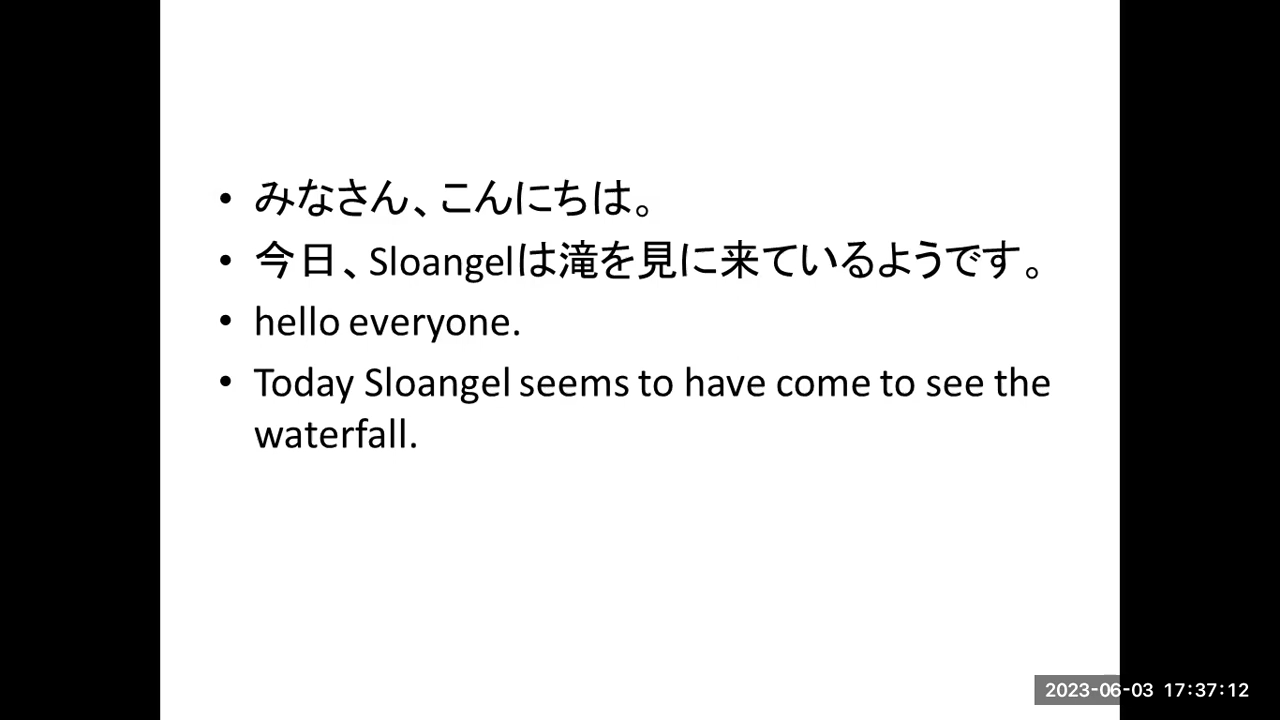 • みなさん、こんにちは。
• 今日、Sloangelは滝を見に来ているようです。
• hello everyone.
• Today Sloangel seems to have come to see the
waterfall.
2023-06-03 17:37:12